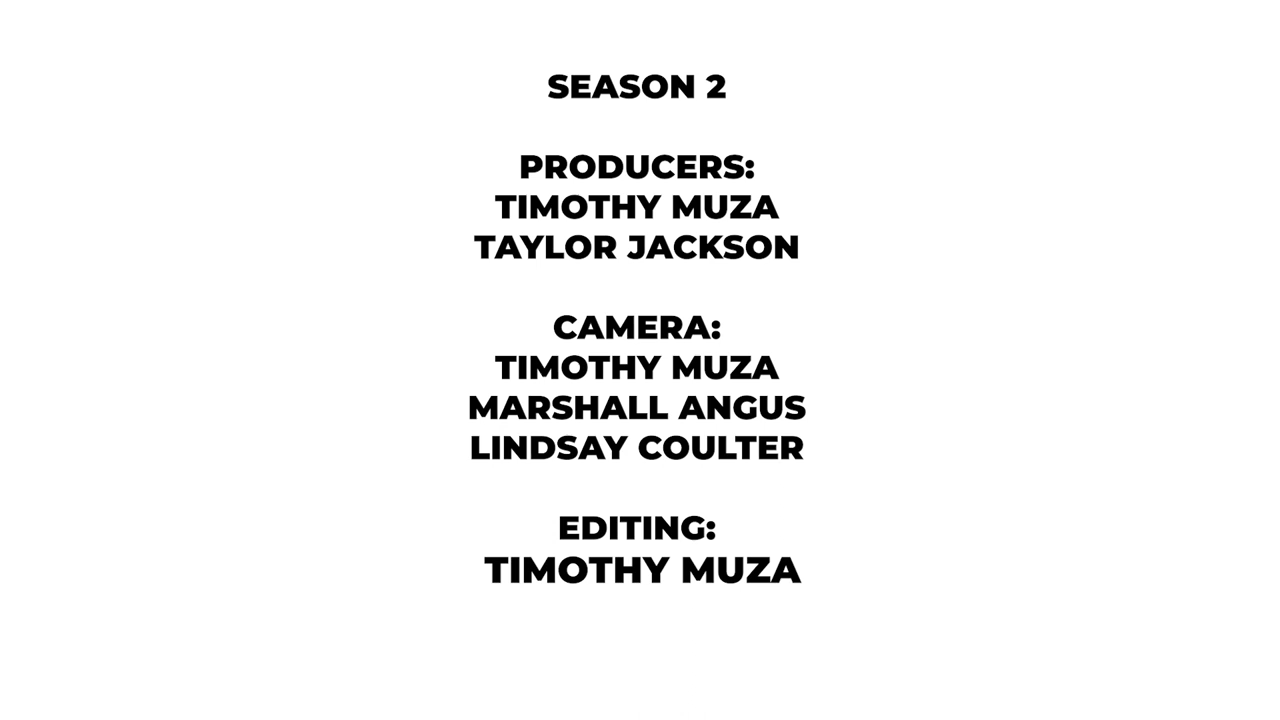 SEASON 2
PRODUCERS:
TIMOTHY MUZA
TAYLOR JACKSON
CAMERA:
TIMOTHY MUZA
MARSHALL ANGUS
LINDSAY COULTER
EDITING:
TIMOTHY MUZA